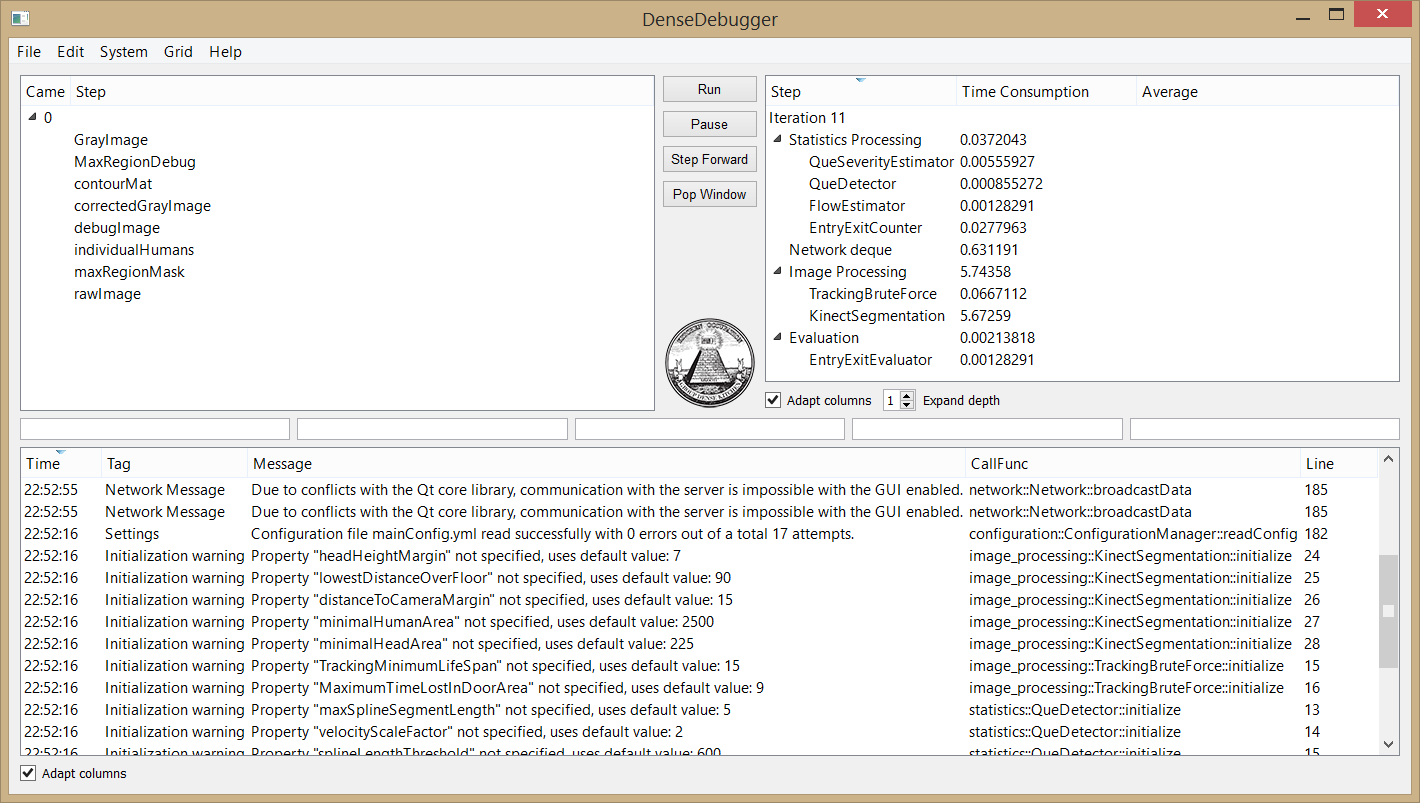 DenseDebugger
File Edit System Grid Help
Came Step
0
GrayImage
MaxRegionDebug
contourMat
correctedGrayImage
debugImage
individualHumans
maxRegionMask
rawImage
Run
Pause
Step Forward
Pop Window
Step Time Consumption Average
Iteration 11
Statistics Processing 0.0372043
QueSeverityEstimator 0.00555927
QueDetector 0.000855272
FlowEstimator 0.00128291
EntryExitCounter 0.0277963
Network deque 0.631191
Image Processing 5.74358
TrackingBruteForce 0.0667112
KinectSegmentation 5.67259
Evaluation 0.00213818
EntryExitEvaluator 0.00128291
Adapt columns 1 Expand depth
Time Tag Message CallFunc Line
22:52:55 Network Message Due to conflicts with the Qt core library, communication with the server is impossible with the GUI enabled. network::Network::broadcastData 185
22:52:55 Network Message Due to conflicts with the Qt core library, communication with the server is impossible with the GUI enabled. network::Network::broadcastData 185
22:52:16 Settings Configuration file mainConfig.yml read successfully with 0 errors out of a total 17 attempts. configuration::ConfigurationManager::readConfig 182
22:52:16 Initialization warning Property "headHeightMargin" not specified, uses default value: 7 image_processing::KinectSegmentation::initialize 24
22:52:16 Initialization warning Property "lowestDistanceOverFloor" not specified, uses default value: 90 image_processing::KinectSegmentation::initialize 25
22:52:16 Initialization warning Property "distanceToCameraMargin" not specified, uses default value: 15 image_processing::KinectSegmentation::initialize 26
22:52:16 Initialization warning Property "minimalHumanArea" not specified, uses default value: 2500 image_processing::KinectSegmentation::initialize 27
22:52:16 Initialization warning Property "minimalHeadArea" not specified, uses default value: 225 image_processing::KinectSegmentation::initialize 28
22:52:16 Initialization warning Property "TrackingMinimumLifeSpan" not specified, uses default value: 15 image_processing::TrackingBruteForce::initialize 15
22:52:16 Initialization warning Property "MaximumTimeLostInDoorArea" not specified, uses default value: 9 image_processing::TrackingBruteForce::initialize 16
22:52:16 Initialization warning Property "maxSplineSegmentLength" not specified, uses default value: 5 statistics::QueDetector::initialize 13
22:52:16 Initialization warning Property "velocityScaleFactor" not specified, uses default value: 2 statistics::QueDetector::initialize 14
22:52:16 Initialization warning Property "splineLengthThreshold" not specified, uses default value: 600 statistics::QueDetector::initialize 15
Adapt columns